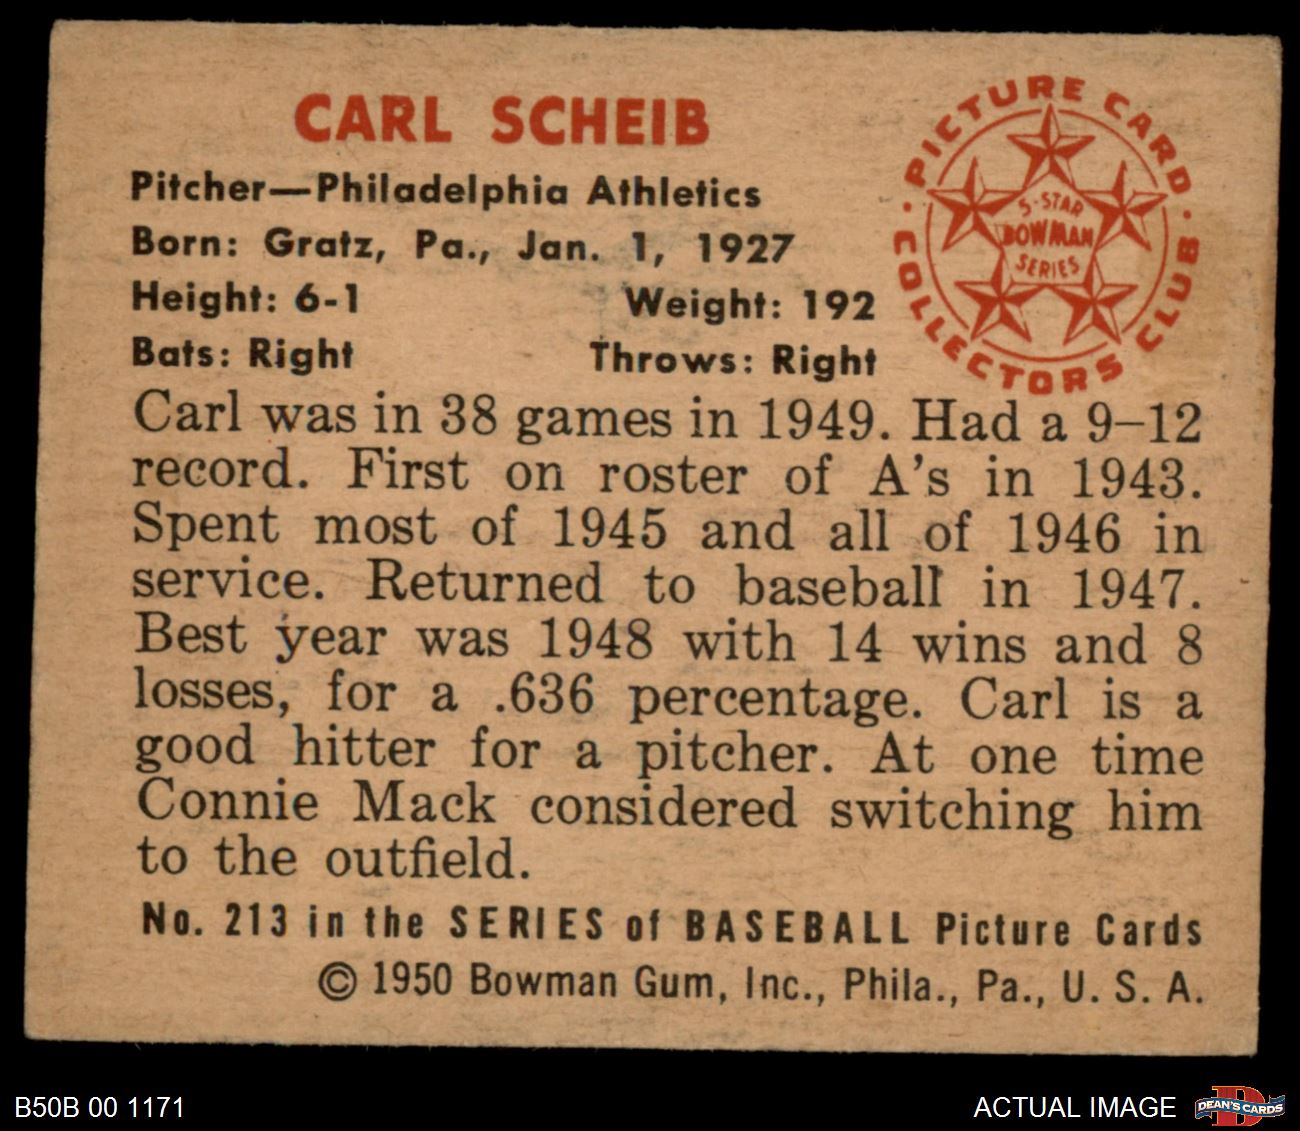 CARL SCHEIB
Pitcher—Philadelphia Athletics
Born: Gratz, Pa., Jan. 1, 1927
Height: 6-1 Weight: 192
Bats: Right Throws: Right
PICTURE CARD
COLLECTORS CLUB
5-STAR
BOWMAN
SERIES
Carl was in 38 games in 1949. Had a 9–12
record. First on roster of A's in 1943.
Spent most of 1945 and all of 1946 in
service. Returned to baseball in 1947.
Best year was 1948 with 14 wins and 8
losses, for a .636 percentage. Carl is a
good hitter for a pitcher. At one time
Connie Mack considered switching him
to the outfield.
No. 213 in the SERIES of BASEBALL Picture Cards
© 1950 Bowman Gum, Inc., Phila., Pa., U. S. A.
B50B 00 1171
ACTUAL IMAGE
DEAN'S CARDS